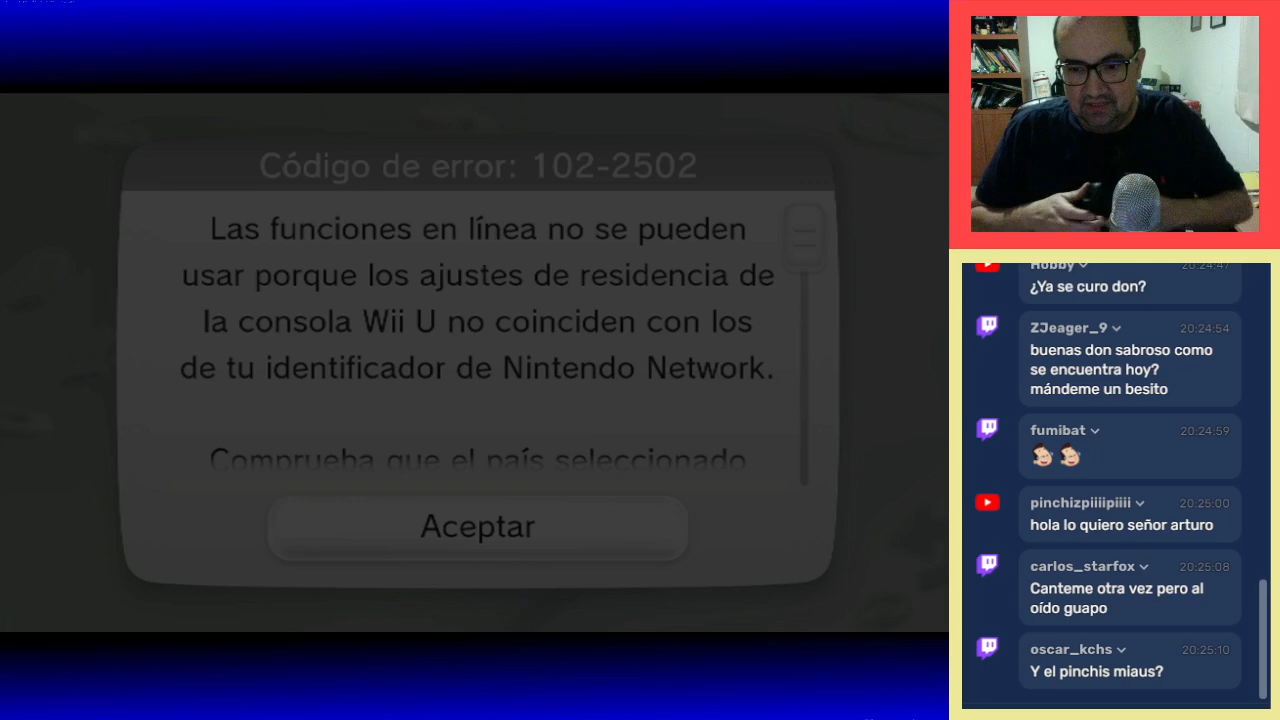 Código de error: 102-2502
Las funciones en línea no se pueden
usar porque los ajustes de residencia de
la consola Wii U no coinciden con los
de tu identificador de Nintendo Network.
Comprueba que el país seleccionado
Aceptar
Hobby 20:24:47
¿Ya se curo don?
ZJeager_9 20:24:54
buenas don sabroso como
se encuentra hoy?
mándeme un besito
fumibat 20:24:59
pinchizpiiiipiiii 20:25:00
hola lo quiero señor arturo
carlos_starfox 20:25:08
Canteme otra vez pero al
oído guapo
oscar_kchs 20:25:10
Y el pinchis miaus?